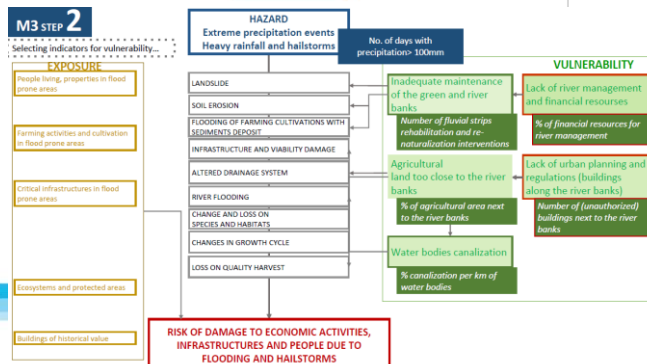 M3 STEP 2
Selecting indicators for vulnerability...
HAZARD
Extreme precipitation events
Heavy rainfall and hailstorms
No. of days with
precipitation> 100mm
EXPOSURE
People living, properties in flood
prone areas
Farming activities and cultivation
in flood prone areas
Critical infrastructures in flood
prone areas
Ecosystems and protected areas
Buildings of historical value
LANDSLIDE
SOIL EROSION
FLOODING OF FARMING CULTIVATIONS WITH
SEDIMENTS DEPOSIT
INFRASTRUCTURE AND VIABILITY DAMAGE
ALTERED DRAINAGE SYSTEM
RIVER FLOODING
CHANGE AND LOSS ON
SPECIES AND HABITATS
CHANGES IN GROWTH CYCLE
LOSS ON QUALITY HARVEST
VULNERABILITY
Inadequate maintenance
of the green and river
banks
Number of fluvial strips
rehabilitation and re-
naturalization interventions
Lack of river management
and financial resourses
% of financial resources for
river management
Agricultural
land too close to the river
banks
% of agricultural area next
to the river banks
Lack of urban planning and
regulations (buildings
along the river banks)
Number of (unauthorized)
buildings next to the river
banks
Water bodies canalization
% canalization per km of
water bodies
RISK OF DAMAGE TO ECONOMIC ACTIVITIES,
INFRASTRUCTURES AND PEOPLE DUE TO
FLOODING AND HAILSTORMS